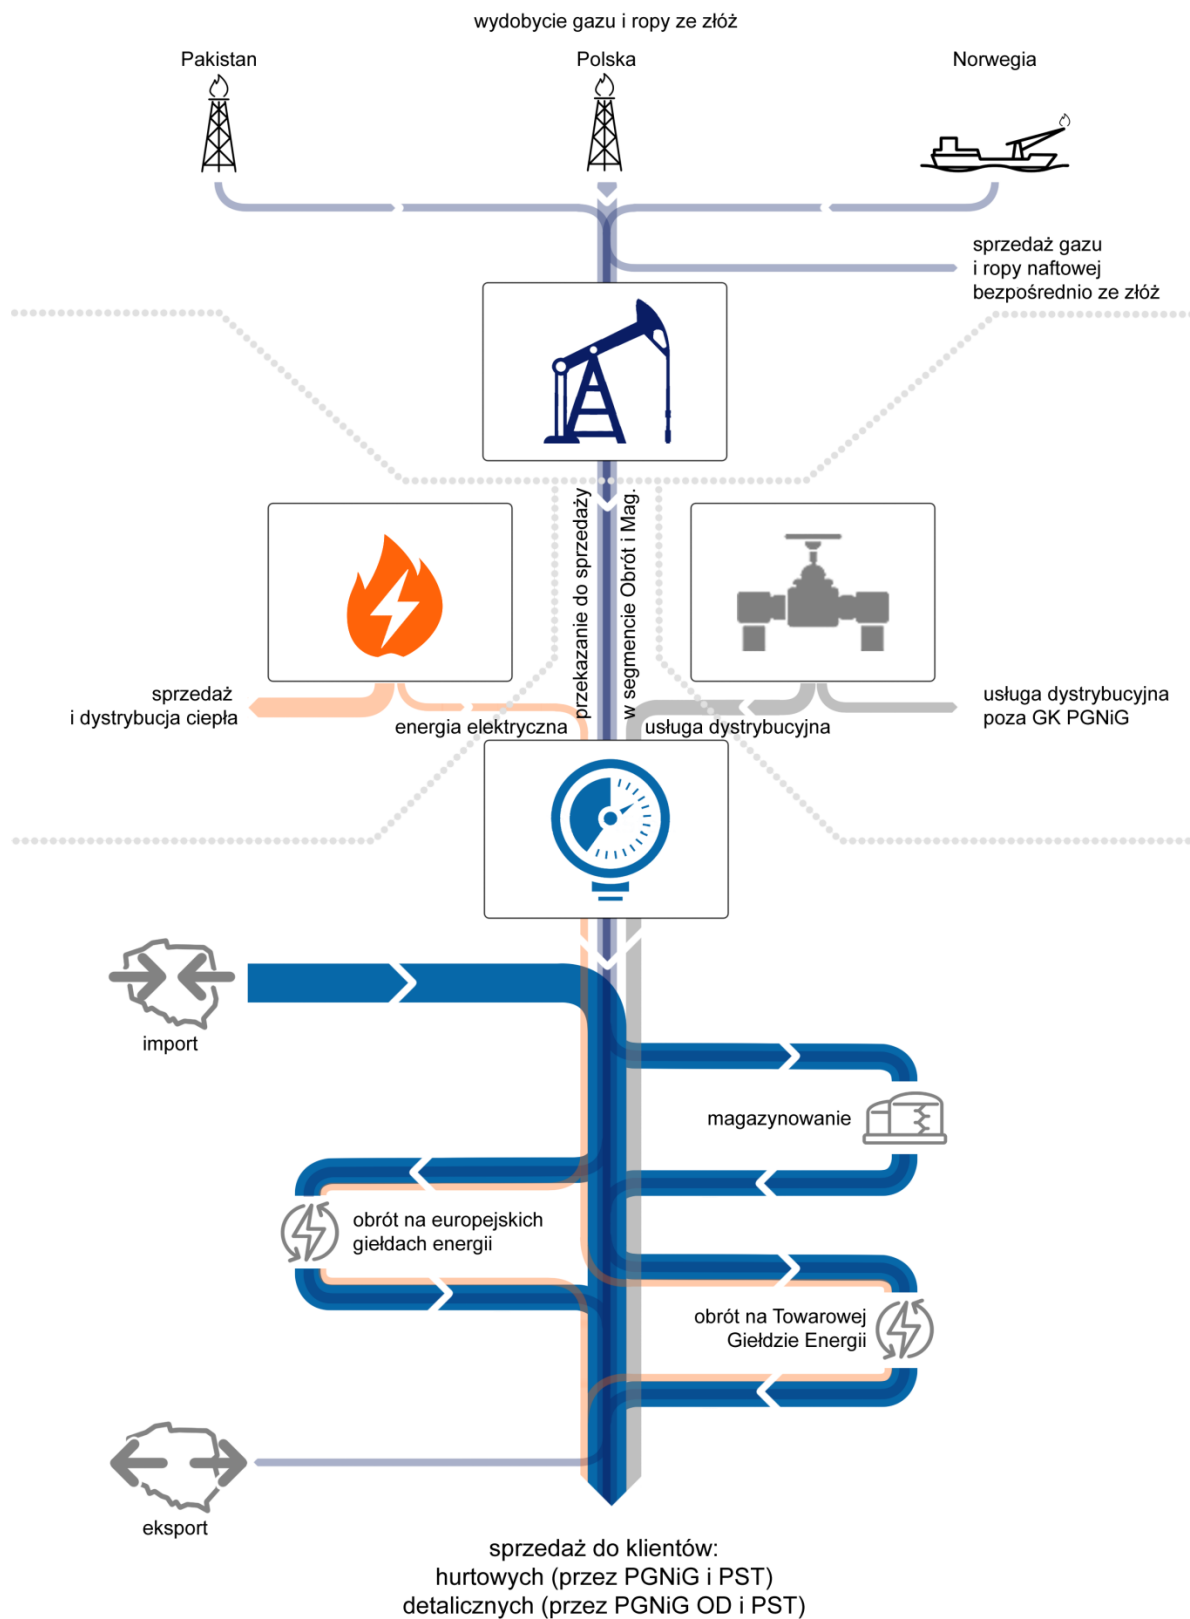 wydobycie gazu i ropy ze złóż
Pakistan
Polska
Norwegia
sprzedaż gazu
i ropy naftowej
bezpośrednio ze złóż
przekazanie do sprzedaży
w segmencie Obrót i Mag.
sprzedaż
i dystrybucja ciepła
energia elektryczna
usługa dystrybucyjna
usługa dystrybucyjna
poza GK PGNiG
import
magazynowanie
obrót na europejskich
giełdach energii
obrót na Towarowej
Giełdzie Energii
eksport
sprzedaż do klientów:
hurtowych (przez PGNiG i PST)
detalicznych (przez PGNiG OD i PST)